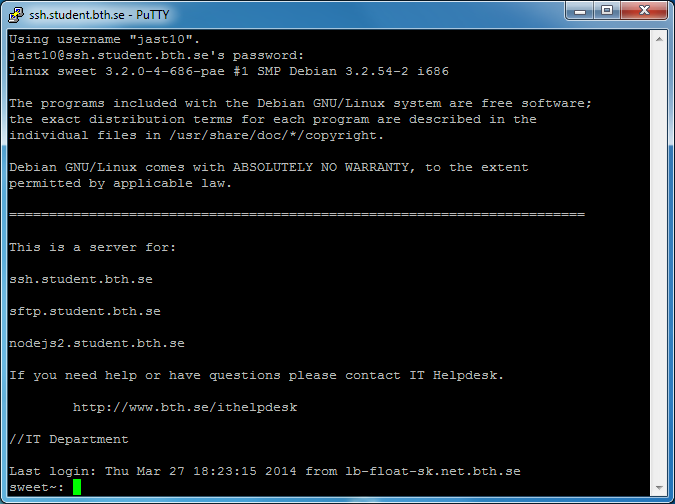 ssh.student.bth.se - PuTTY
Using username "jast10".
jast10@ssh.student.bth.se's password:
Linux sweet 3.2.0-4-686-pae #1 SMP Debian 3.2.54-2 i686
The programs included with the Debian GNU/Linux system are free software;
the exact distribution terms for each program are described in the
individual files in /usr/share/doc/*/copyright.
Debian GNU/Linux comes with ABSOLUTELY NO WARRANTY, to the extent
permitted by applicable law.
========================================================================
This is a server for:
ssh.student.bth.se
sftp.student.bth.se
nodejs2.student.bth.se
If you need help or have questions please contact IT Helpdesk.
http://www.bth.se/ithelpdesk
//IT Department
Last login: Thu Mar 27 18:23:15 2014 from lb-float-sk.net.bth.se
sweet~: